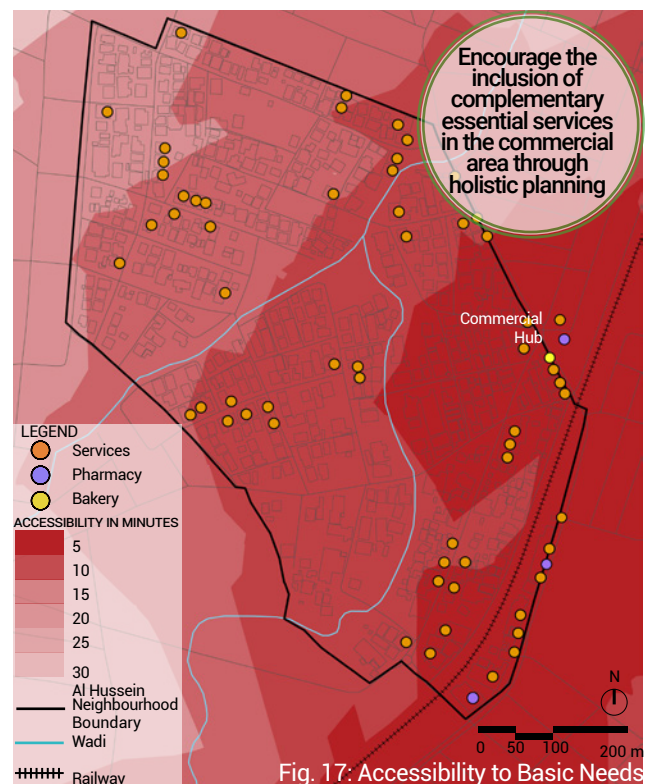 Encourage the
inclusion of
complementary
essential services
in the commercial
area through
holistic planning
Commercial
Hub
LEGEND
Services
Pharmacy
Bakery
ACCESSIBILITY IN MINUTES
5
10
15
20
25
30
Al Hussein
Neighbourhood
Boundary
Wadi
Railway
N
0 50 100 200 m
50
Fig. 17: Accessibility to Basic Needs